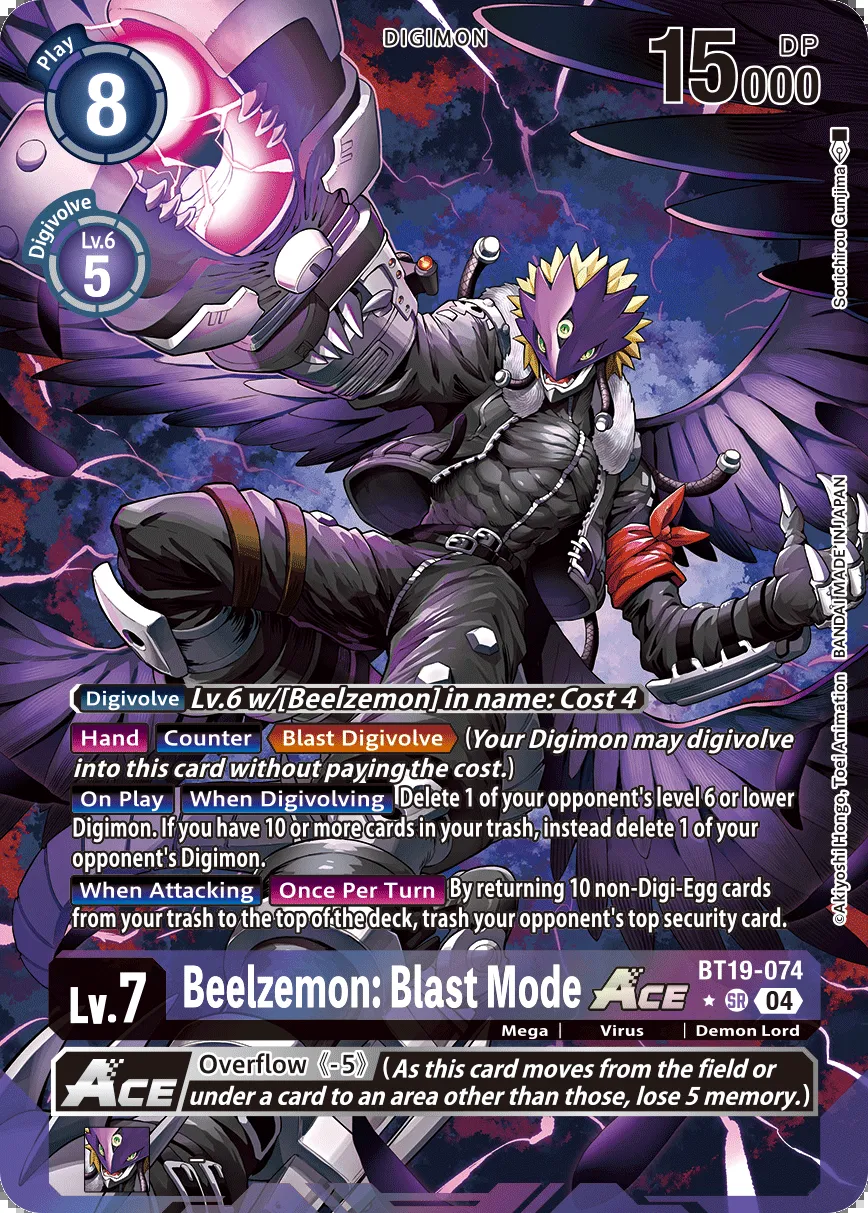 DIGIMON
Play
8
15000
DP
Digivolve
Lv.6
5
Souichirou Gunjima
Digivolve Lv.6 w/[Beelzemon] in name: Cost 4
Hand Counter Blast Digivolve (Your Digimon may digivolve
into this card without paying the cost.)
On Play When Digivolving Delete 1 of your opponent's level 6 or lower
Digimon. If you have 10 or more cards in your trash, instead delete 1 of your
opponent's Digimon.
When Attacking Once Per Turn By returning 10 non-Digi-Egg cards
from your trash to the top of the deck, trash your opponent's top security card.
©Akiyoshi Hongo, Toei Animation BANDAI MADE IN JAPAN
Lv.7
Beelzemon: Blast Mode ACE
BT19-074
★ SR 04
Mega | Virus | Demon Lord
ACE
Overflow 《-5》 (As this card moves from the field or
under a card to an area other than those, lose 5 memory.)